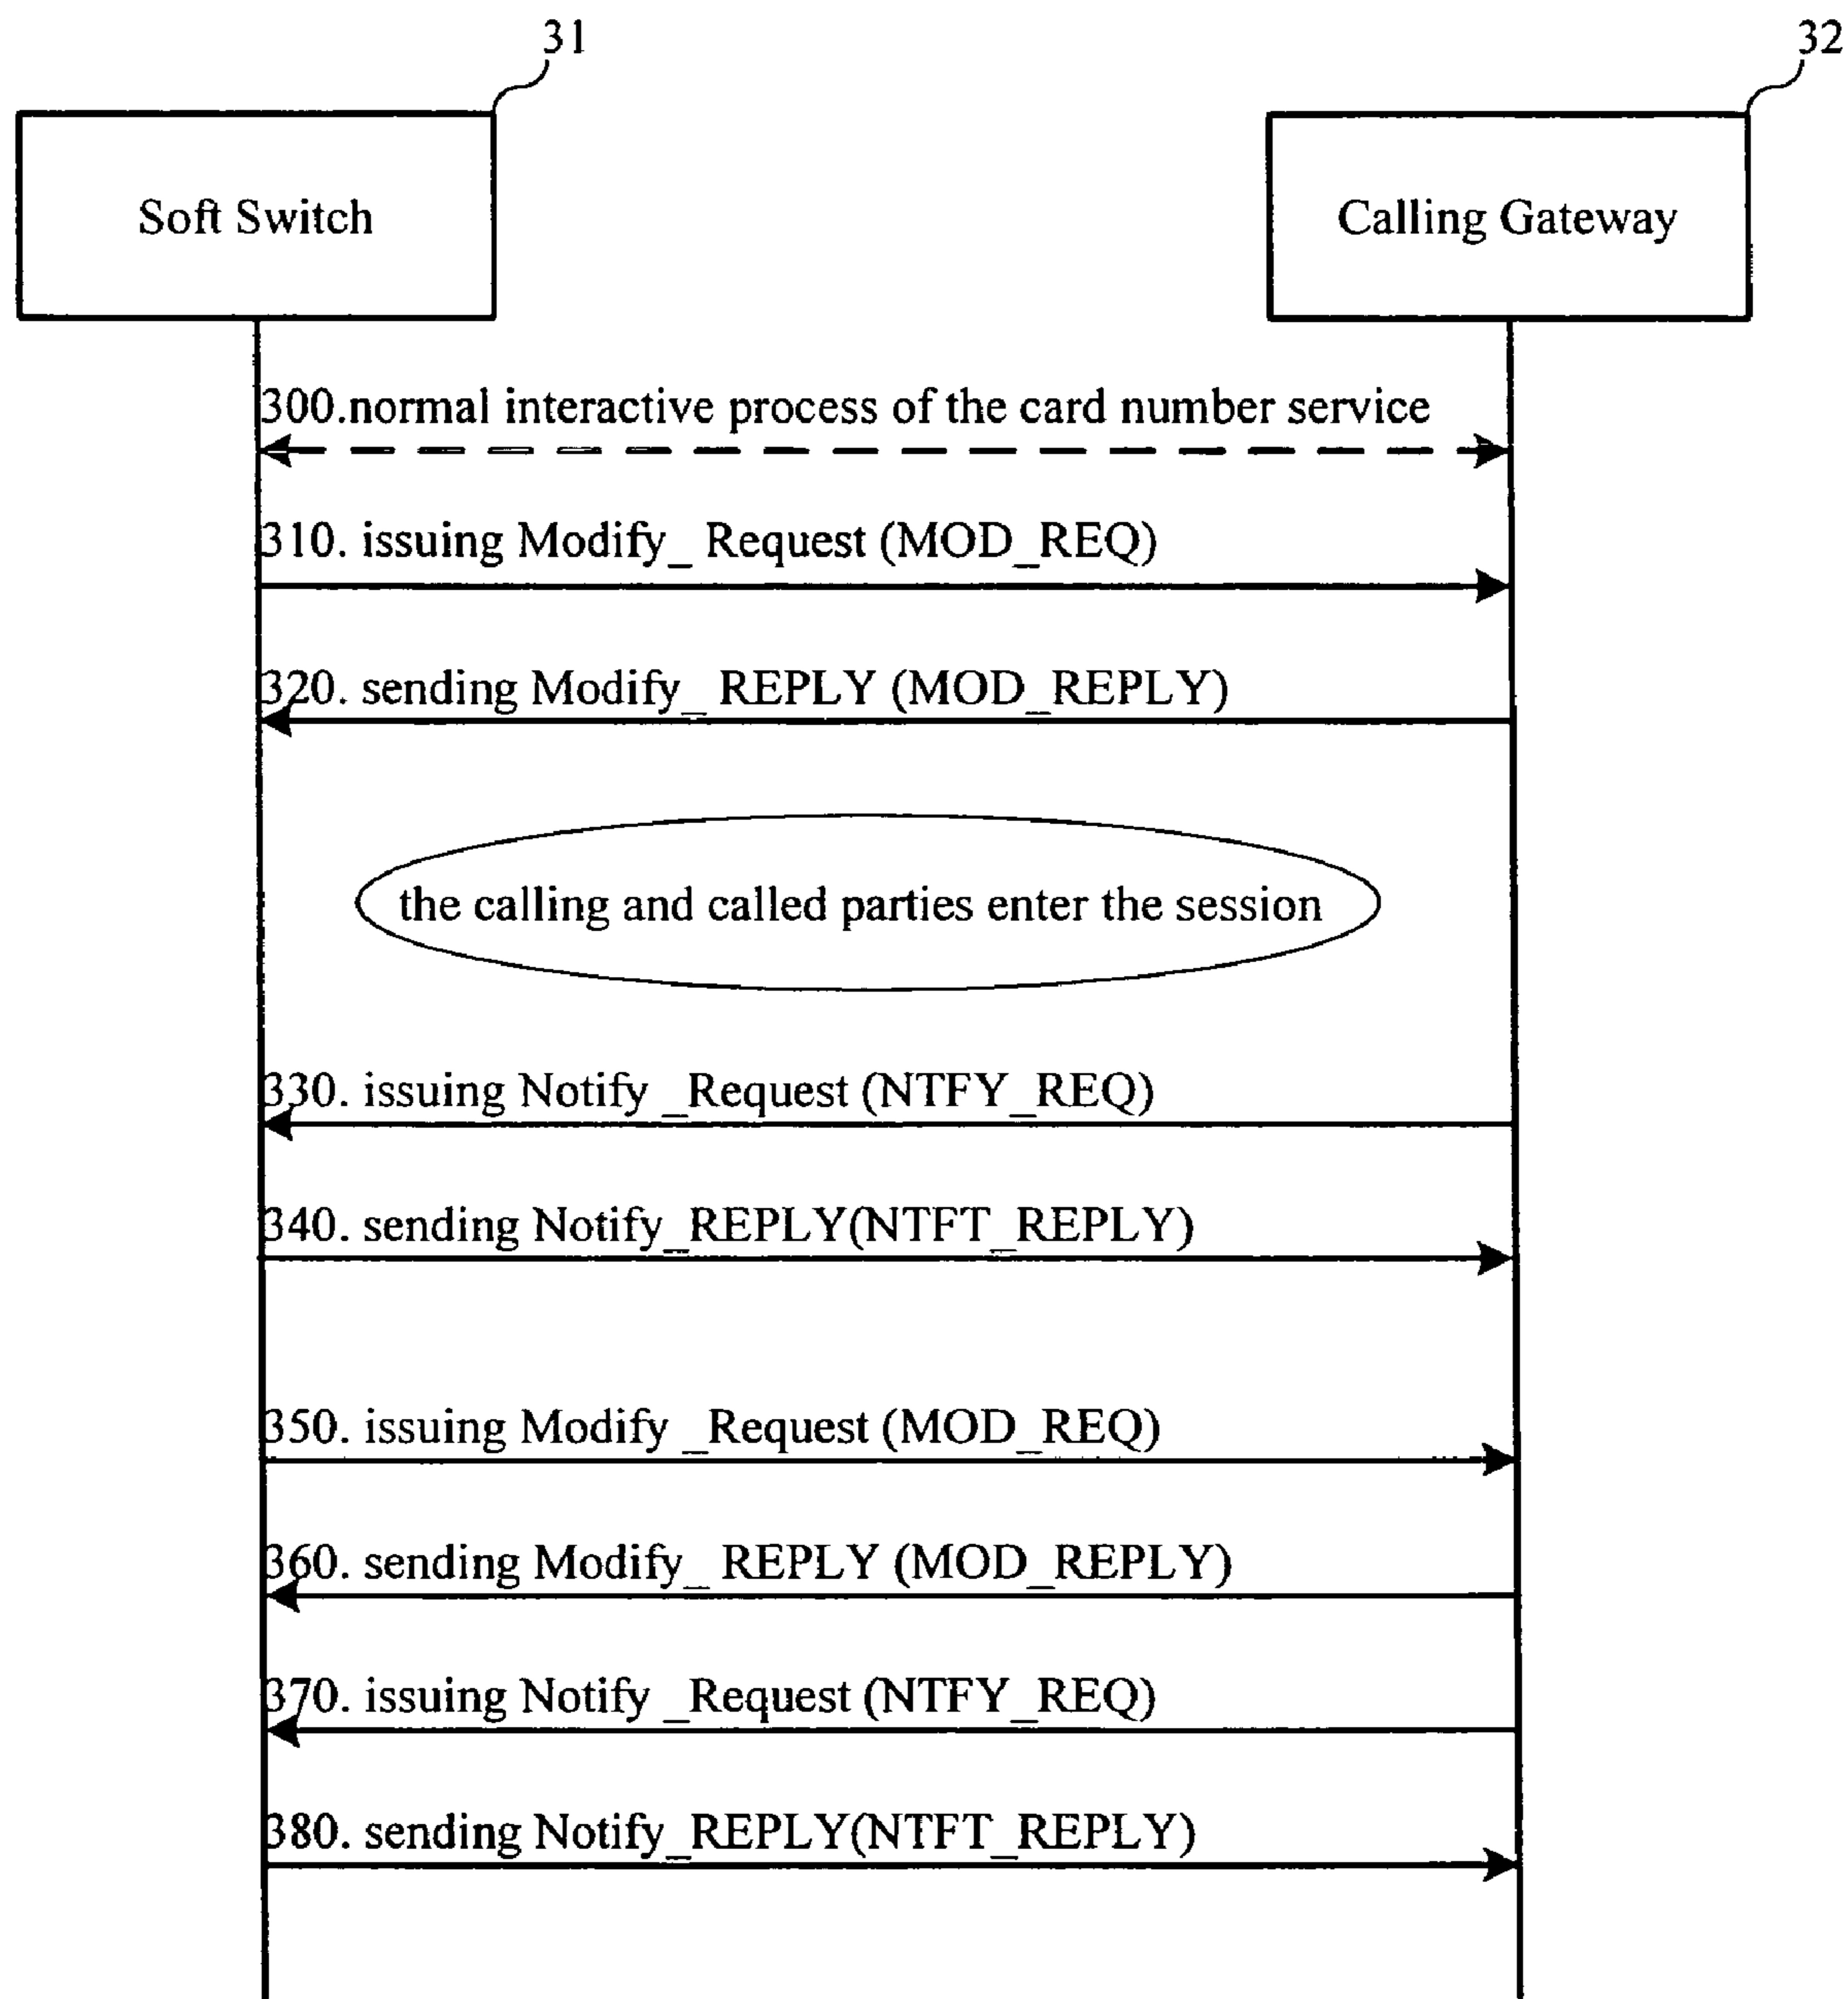 31
32
Soft Switch
Calling Gateway
300.normal interactive process of the card number service
310. issuing Modify_ Request (MOD_REQ)
320. sending Modify_ REPLY (MOD_REPLY)
the calling and called parties enter the session
330. issuing Notify _Request (NTFY_REQ)
340. sending Notify_REPLY(NTFT_REPLY)
350. issuing Modify _Request (MOD_REQ)
360. sending Modify_ REPLY (MOD_REPLY)
370. issuing Notify _Request (NTFY_REQ)
380. sending Notify_REPLY(NTFT_REPLY)